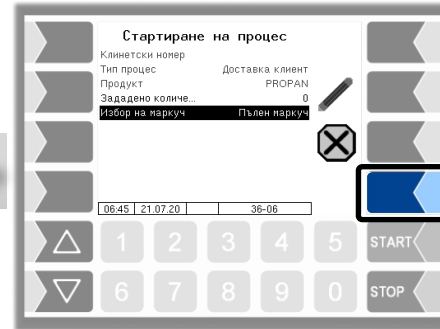 Стартиране на процес
Клинетски номер
Тип процес Доставка клиент
Продукт PROPAN
Зададено количе... 0
Избор на маркуч Пълен маркуч
06:45 21.07.20 36-06
1 2 3 4 5 START
6 7 8 9 0 STOP